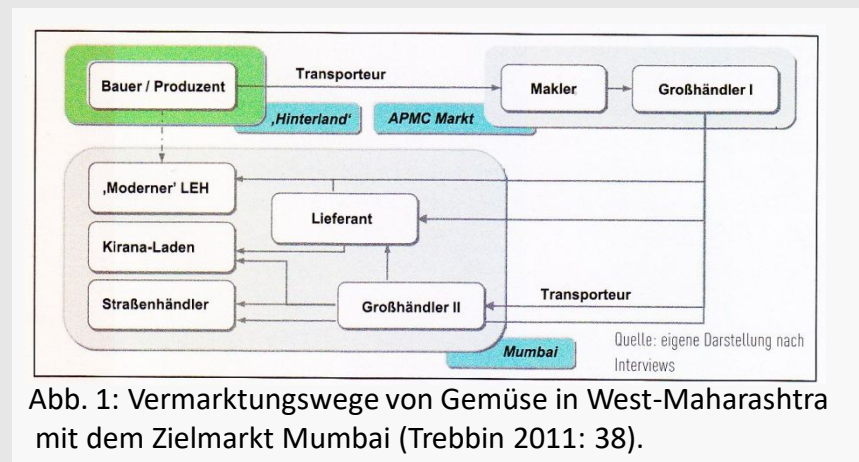 Bauer / Produzent
Transporteur
Makler
Großhändler I
‚Hinterland'
APMC Markt
‚Moderner' LEH
Lieferant
Kirana-Laden
Straßenhändler
Großhändler II
Transporteur
Mumbai
Quelle: eigene Darstellung nach
Interviews
Abb. 1: Vermarktungswege von Gemüse in West-Maharashtra
mit dem Zielmarkt Mumbai (Trebbin 2011: 38).